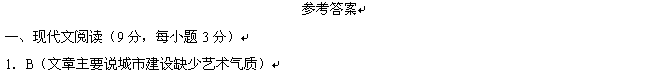 参考答案
一、现代文阅读（9分，每小题3分）
1．B（文章主要说城市建设缺少艺术气质）